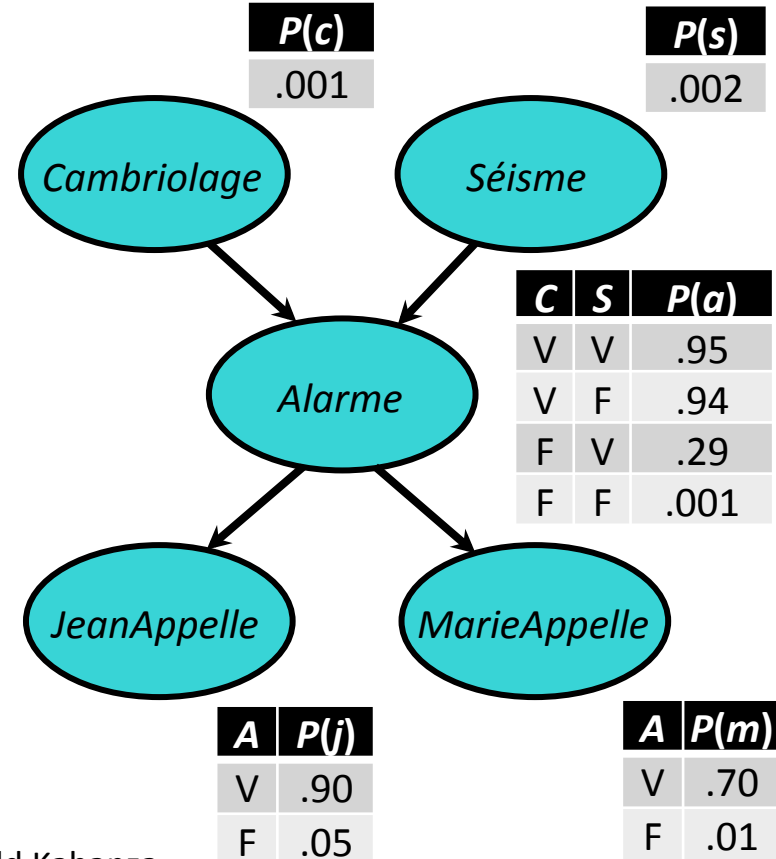 P(c) P(s)
.001 .002
Cambriolage Séisme
C S P(a)
V V .95
V F .94
F V .29
F F .001
Alarme
JeanAppelle MarieAppelle
A P(j) A P(m)
V .90 V .70
F .05 F .01